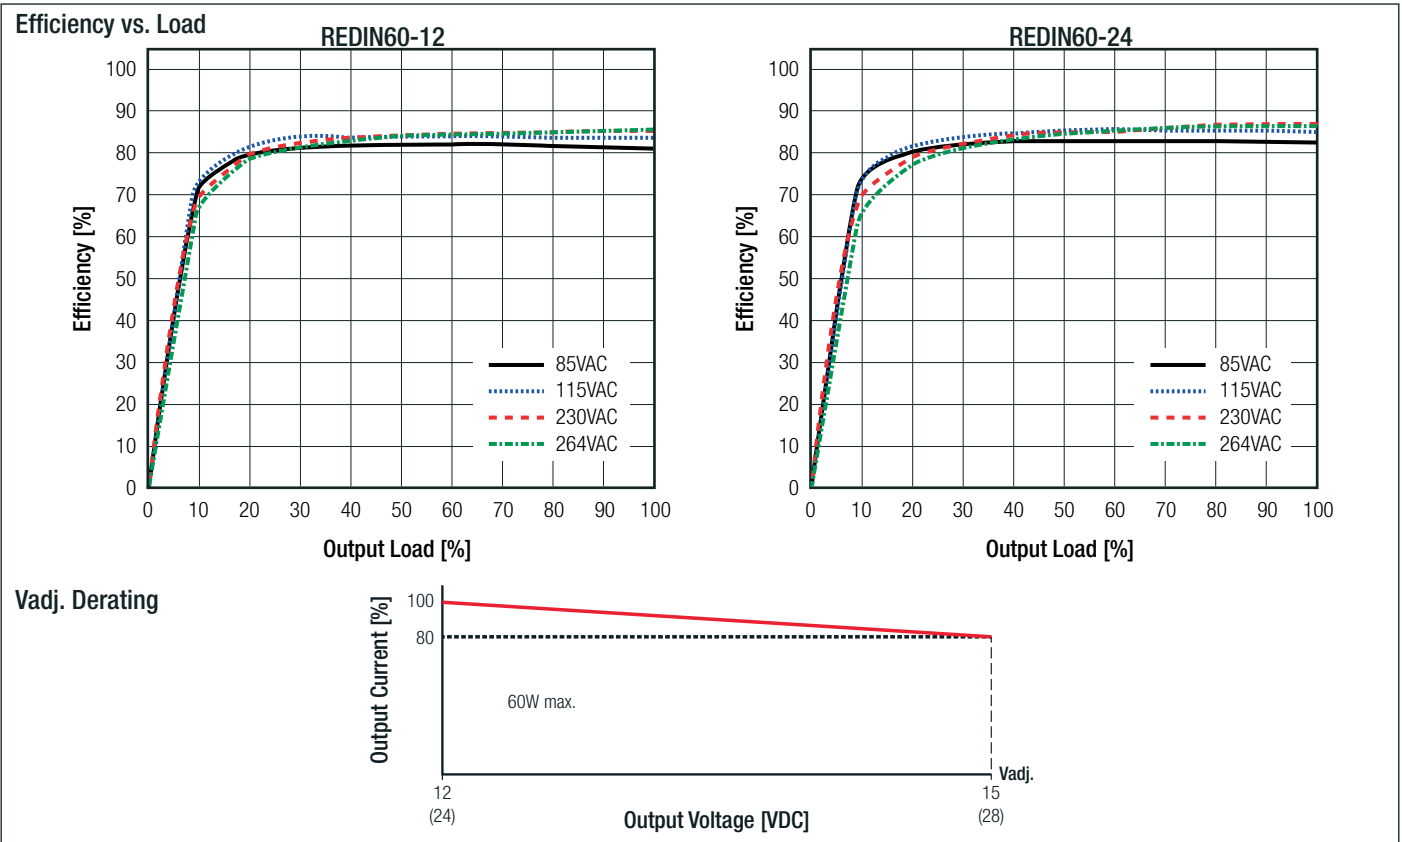 Efficiency vs. Load
REDIN60-12
Efficiency [%]
100
90
80
70
60
50
40
30
20
10
0
85VAC
115VAC
230VAC
264VAC
0 10 20 30 40 50 60 70 80 90 100
Output Load [%]
REDIN60-24
Efficiency [%]
100
90
80
70
60
50
40
30
20
10
0
85VAC
115VAC
230VAC
264VAC
0 10 20 30 40 50 60 70 80 90 100
Output Load [%]
Vadj. Derating
Output Current [%]
100
80
60W max.
Vadj.
12 15
(24) (28)
Output Voltage [VDC]